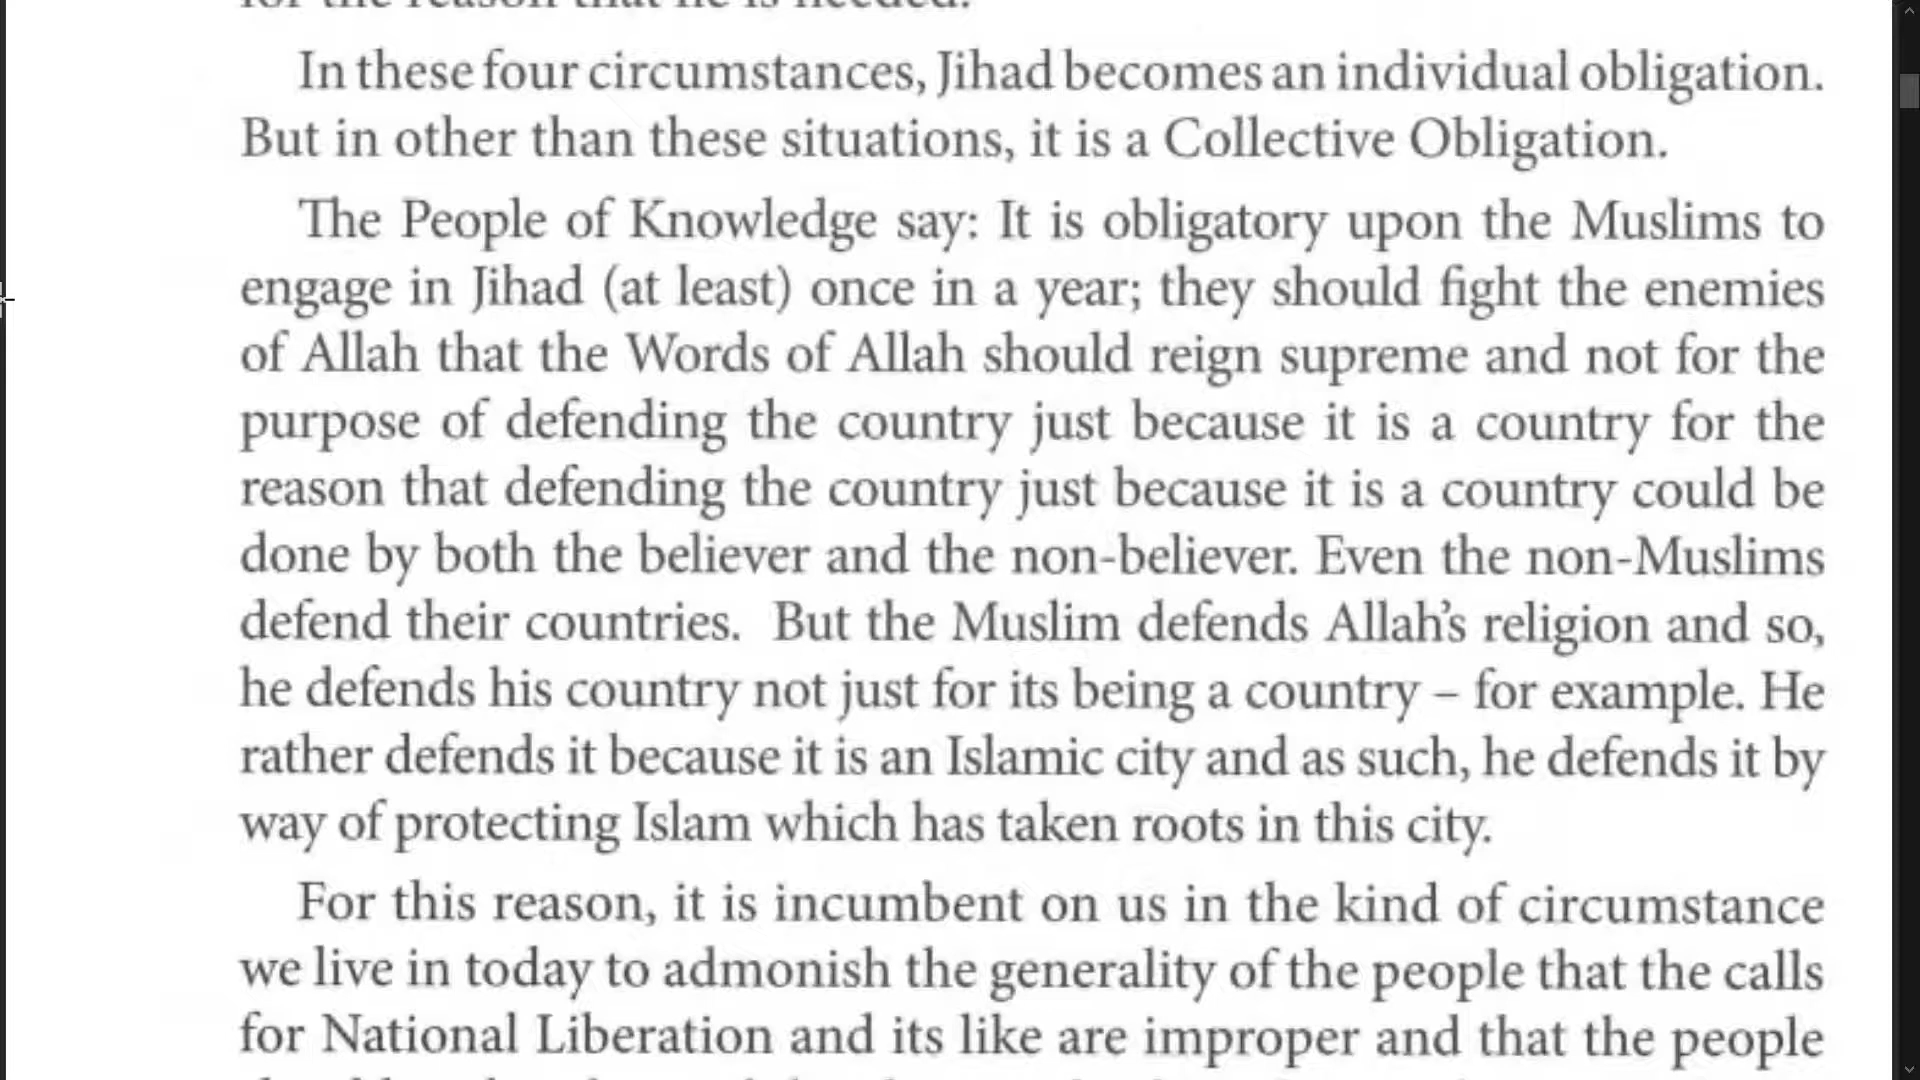 for the reason that he is needed.
In these four circumstances, Jihad becomes an individual obligation.
But in other than these situations, it is a Collective Obligation.
The People of Knowledge say: It is obligatory upon the Muslims to
engage in Jihad (at least) once in a year; they should fight the enemies
of Allah that the Words of Allah should reign supreme and not for the
purpose of defending the country just because it is a country for the
reason that defending the country just because it is a country could be
done by both the believer and the non-believer. Even the non-Muslims
defend their countries. But the Muslim defends Allah’s religion and so,
he defends his country not just for its being a country – for example. He
rather defends it because it is an Islamic city and as such, he defends it by
way of protecting Islam which has taken roots in this city.
For this reason, it is incumbent on us in the kind of circumstance
we live in today to admonish the generality of the people that the calls
for National Liberation and its like are improper and that the people